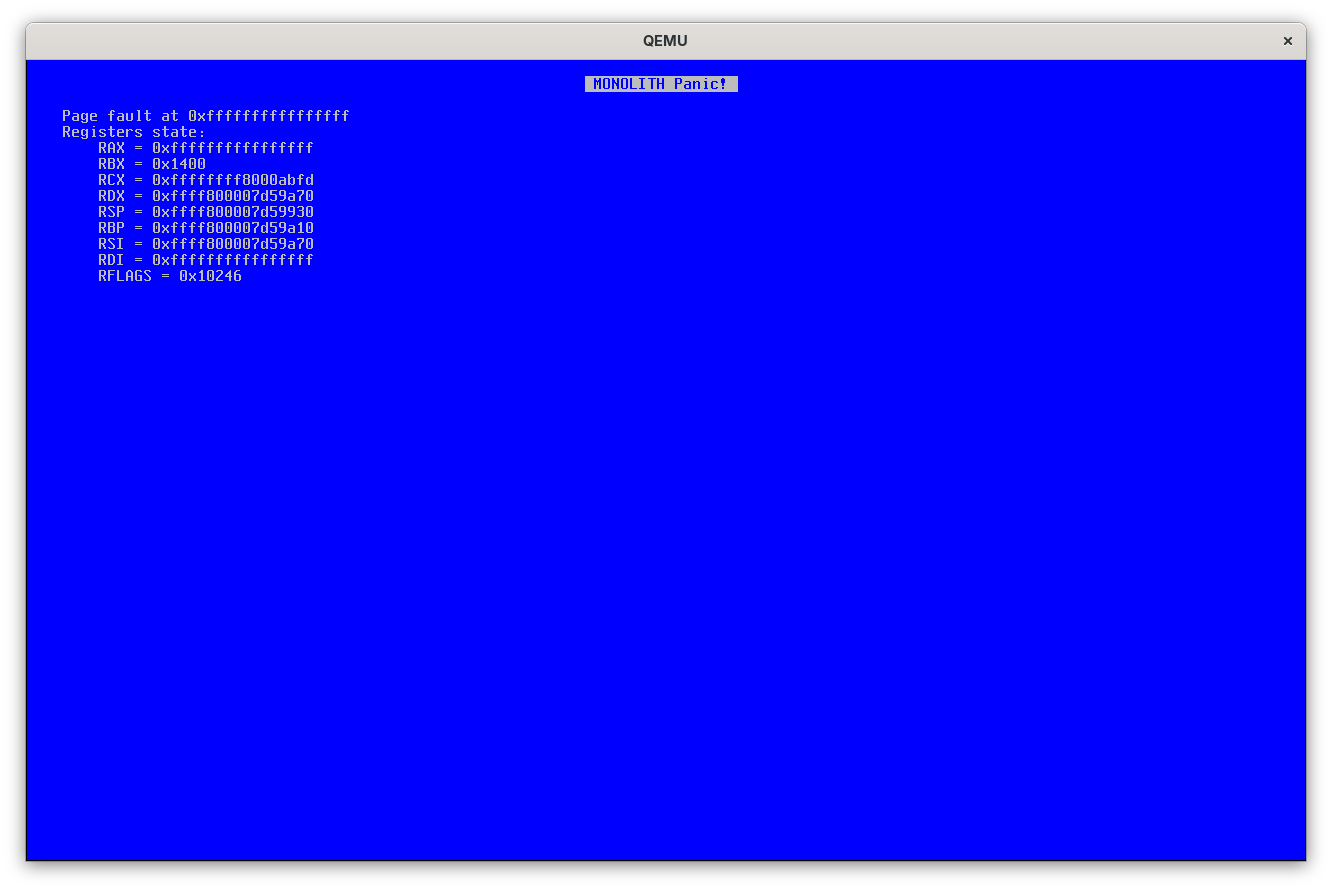 QEMU
×
MONOLITH Panic!
Page fault at 0xffffffffffffffff
Registers state:
RAX = 0xffffffffffffffff
RBX = 0x1400
RCX = 0xffffffff8000abfd
RDX = 0xffff800007d59a70
RSP = 0xffff800007d59930
RBP = 0xffff800007d59a10
RSI = 0xffff800007d59a70
RDI = 0xffffffffffffffff
RFLAGS = 0x10246